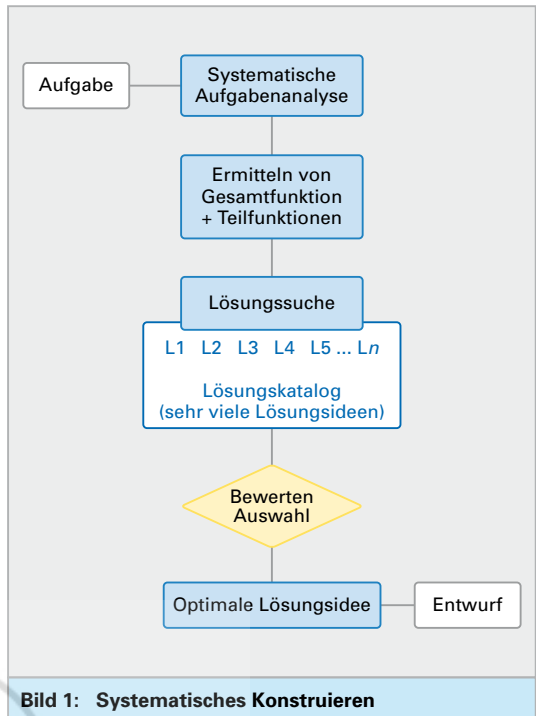 Aufgabe
Systematische
Aufgabenanalyse
Ermitteln von
Gesamtfunktion
+ Teilfunktionen
Lösungssuche
L1 L2 L3 L4 L5 ... Ln
Lösungskatalog
(sehr viele Lösungsideen)
Bewerten
Auswahl
Optimale Lösungsidee
Entwurf
Bild 1: Systematisches Konstruieren